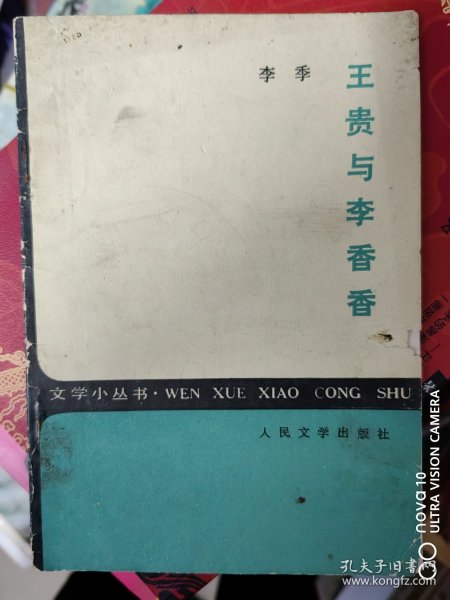 王贵与李香香
李季
文学小丛书·WEN XUE XIAO CONG SHU
人民文学出版社
nova 10
ULTRA VISION CAMERA
孔夫子旧书网
www.kongfz.com